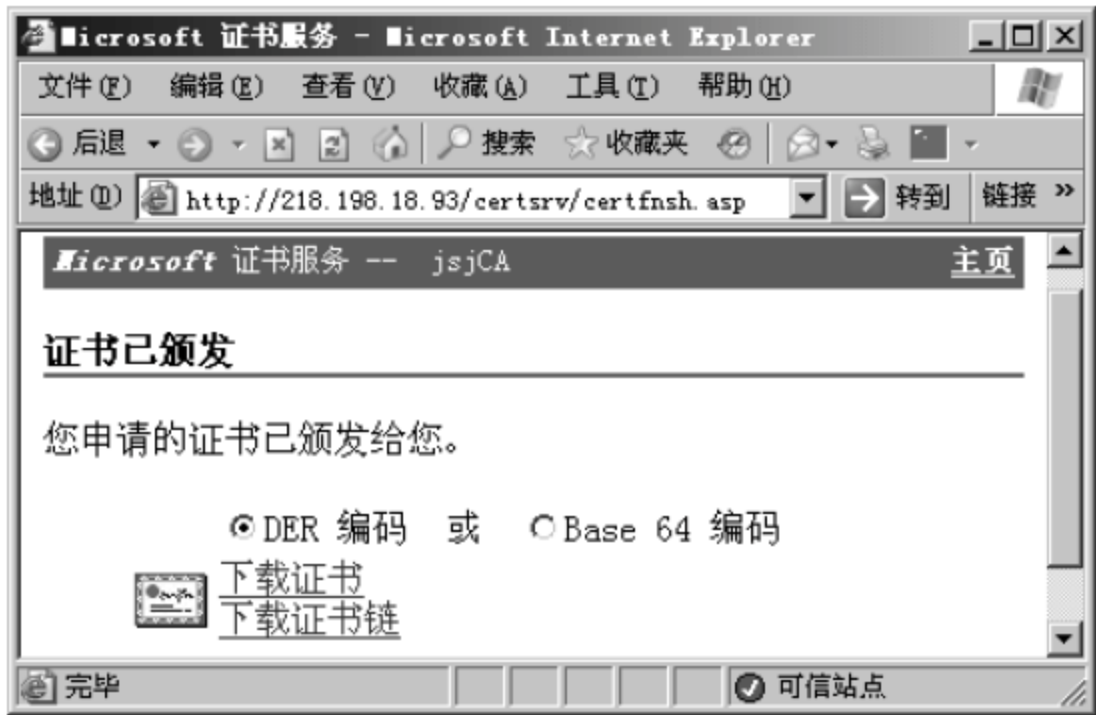 Microsoft 证书服务 - Microsoft Internet Explorer
文件(F) 编辑(E) 查看(V) 收藏(A) 工具(T) 帮助(H)
后退 搜索 收藏夹
地址(D) http://218.198.18.93/certsrv/certfnsh.asp 转到 链接 »
Microsoft 证书服务 -- jsjCA 主页
证书已颁发
您申请的证书已颁发给您。
DER 编码 或 Base 64 编码
下载证书
下载证书链
完毕 可信站点